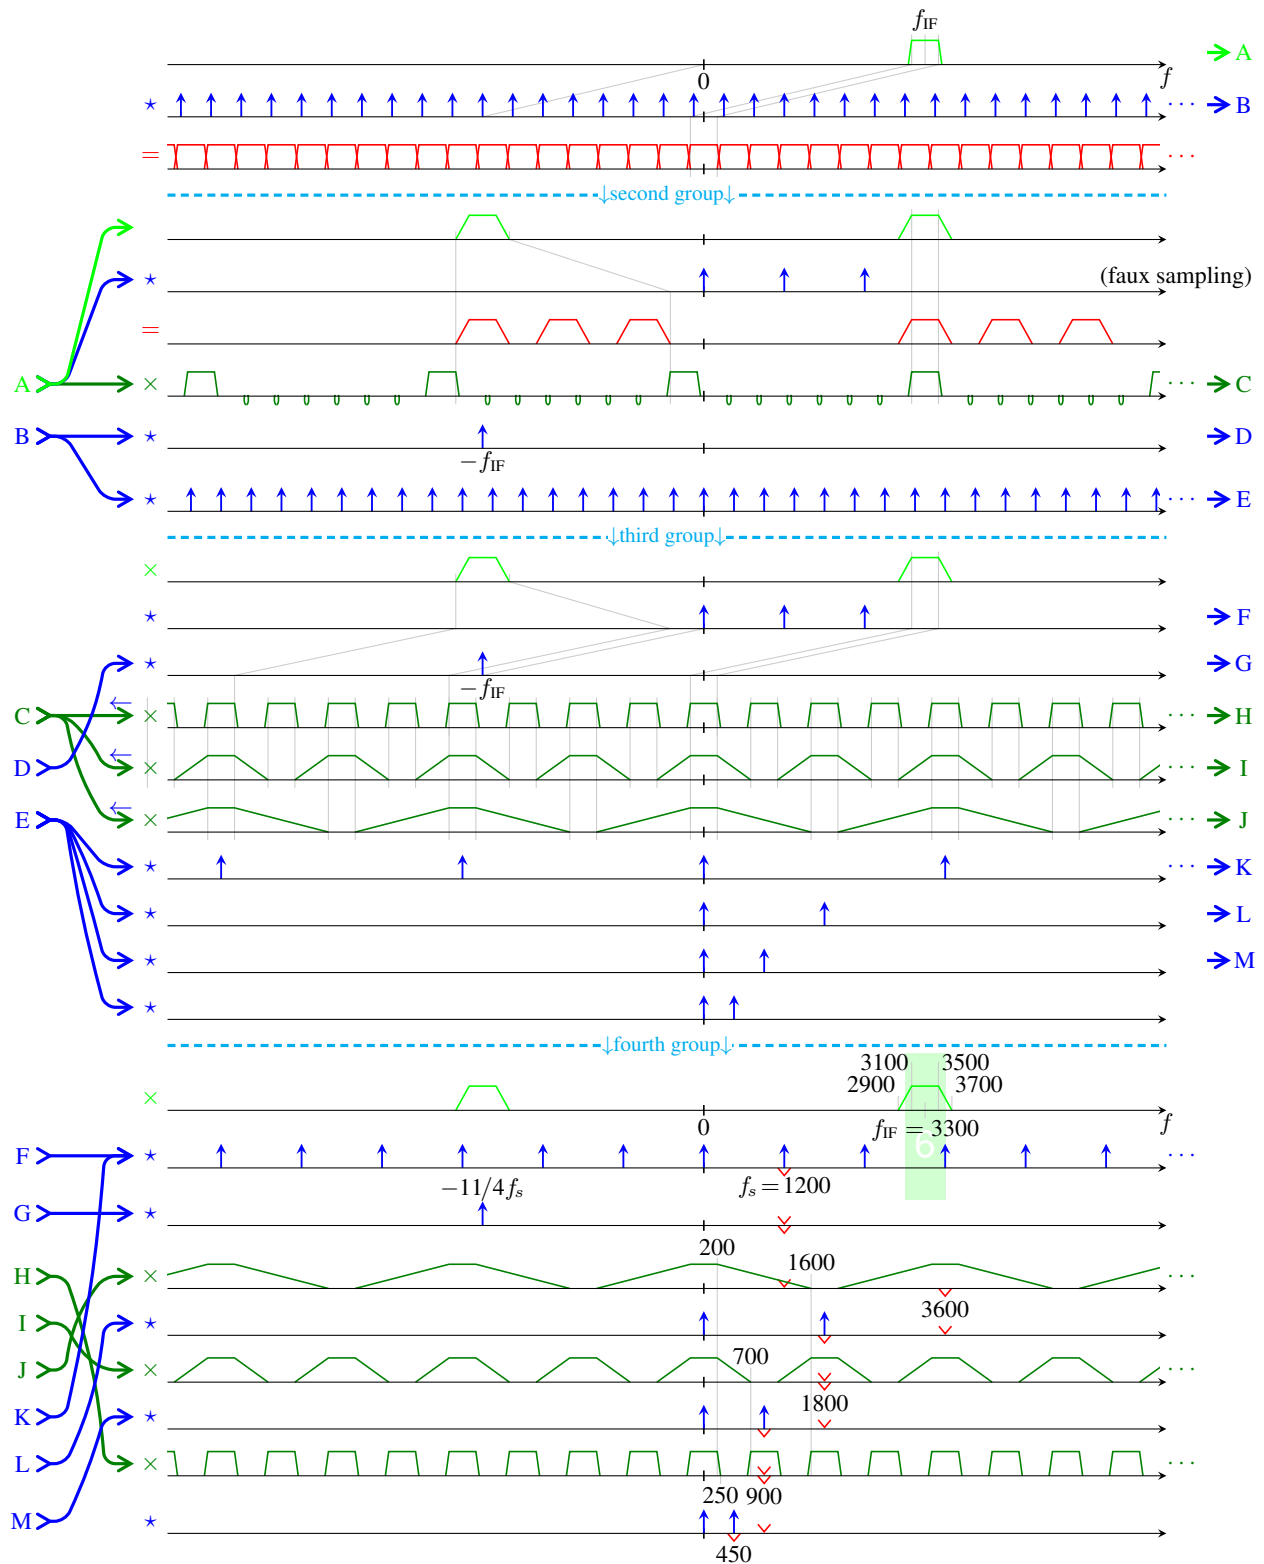 f_IF
A
0
f
⋆ ··· B
= ···
↓second group↓
⋆ (faux sampling)
=
A × ··· C
B ⋆ D
−f_IF
⋆ ··· E
↓third group↓
×
⋆ F
⋆ G
−f_IF
C ← × ··· H
D ← × ··· I
E ← × ··· J
⋆ ··· K
⋆ L
⋆ M
⋆
↓fourth group↓
3100 3500
2900 3700
×
0 f
f_IF = 3300
6
F ⋆ ···
−11/4 f_s f_s = 1200
G ⋆
200
1600
H × ···
3600
I ⋆
700
J × ···
1800
K ⋆
L × ···
250 900
M ⋆
450